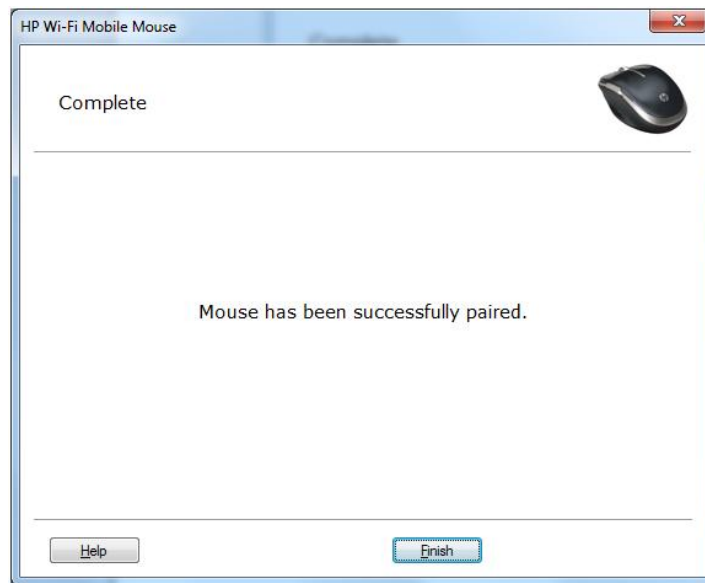 HP Wi-Fi Mobile Mouse
Complete
Mouse has been successfully paired.
Help
Finish